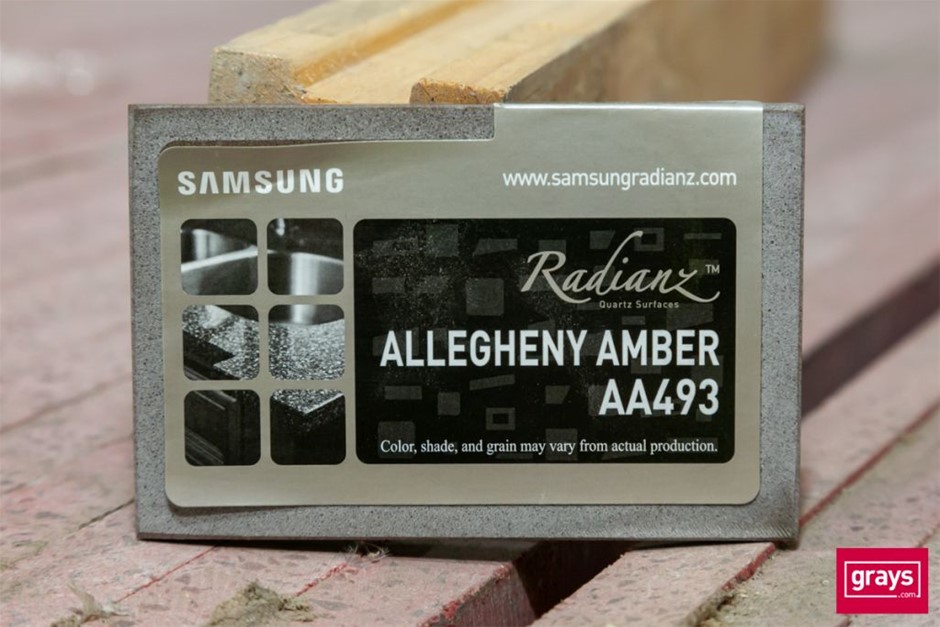 SAMSUNG
www.samsungradianz.com
Radianz™
Quartz Surfaces
ALLEGHENY AMBER
AA493
Color, shade, and grain may vary from actual production.
grays
.com